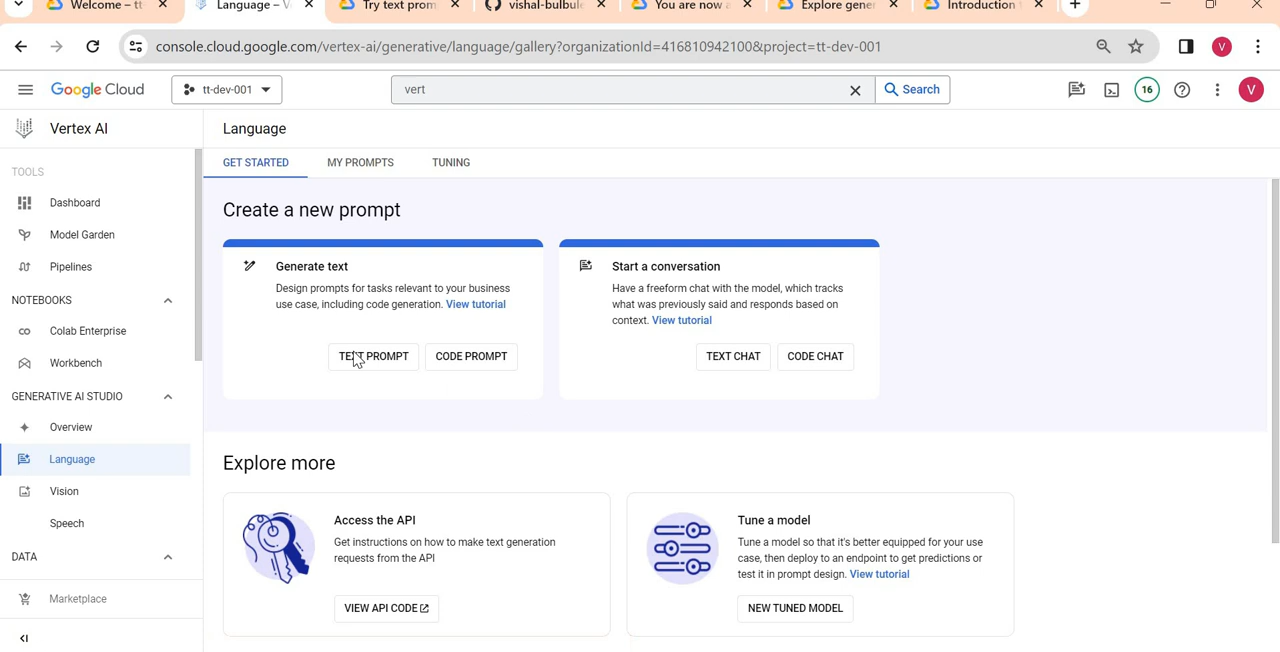 Welcome – tt
Language – V
Try text prom
vishal-bulbule
You are now a
Explore gener
Introduction
console.cloud.google.com/vertex-ai/generative/language/gallery?organizationId=416810942100&project=tt-dev-001
V
Google Cloud
tt-dev-001
vert
Search
16
V
Vertex AI
Language
TOOLS
Dashboard
Model Garden
Pipelines
NOTEBOOKS
Colab Enterprise
Workbench
GENERATIVE AI STUDIO
Overview
Language
Vision
Speech
DATA
Marketplace
GET STARTED
MY PROMPTS
TUNING
Create a new prompt
Generate text
Design prompts for tasks relevant to your business
use case, including code generation. View tutorial
TEXT PROMPT
CODE PROMPT
Start a conversation
Have a freeform chat with the model, which tracks
what was previously said and responds based on
context. View tutorial
TEXT CHAT
CODE CHAT
Explore more
Access the API
Get instructions on how to make text generation
requests from the API
VIEW API CODE
Tune a model
Tune a model so that it's better equipped for your use
case, then deploy to an endpoint to get predictions or
test it in prompt design. View tutorial
NEW TUNED MODEL